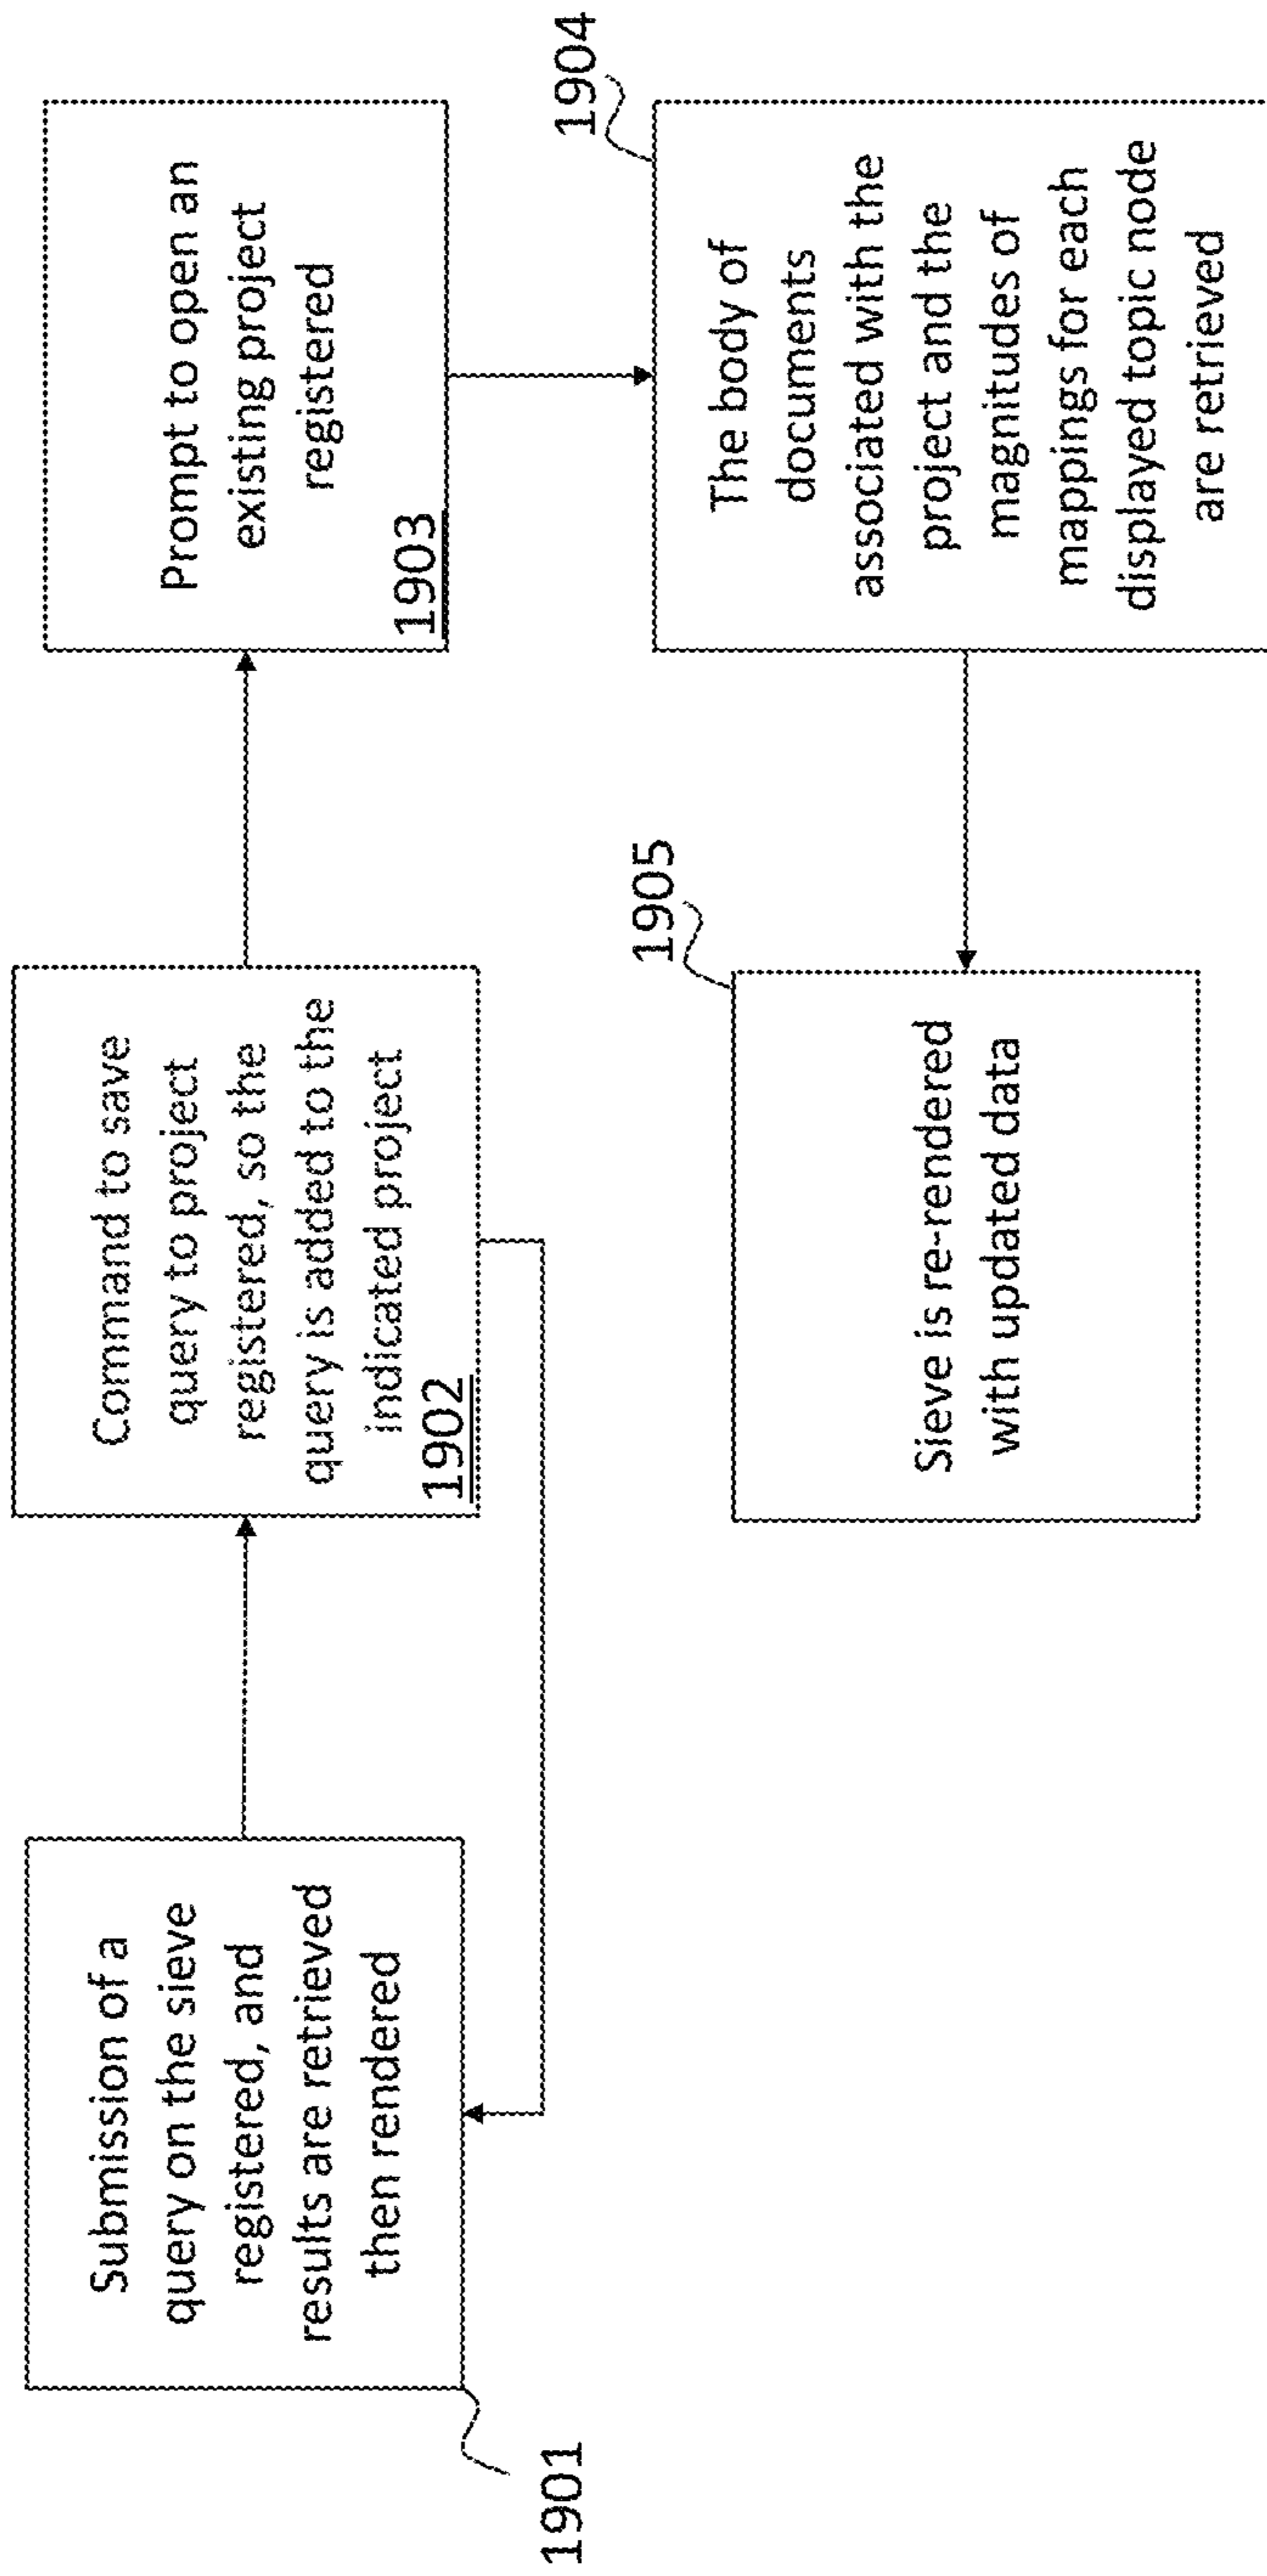 Submission of a
query on the sieve
registered, and
results are retrieved
then rendered
1901
Command to save
query to project
registered, so the
query is added to the
indicated project
1902
Prompt to open an
existing project
registered
1903
1904
The body of
documents
associated with the
project and the
magnitudes of
mappings for each
displayed topic node
are retrieved
1905
Sieve is re-rendered
with updated data